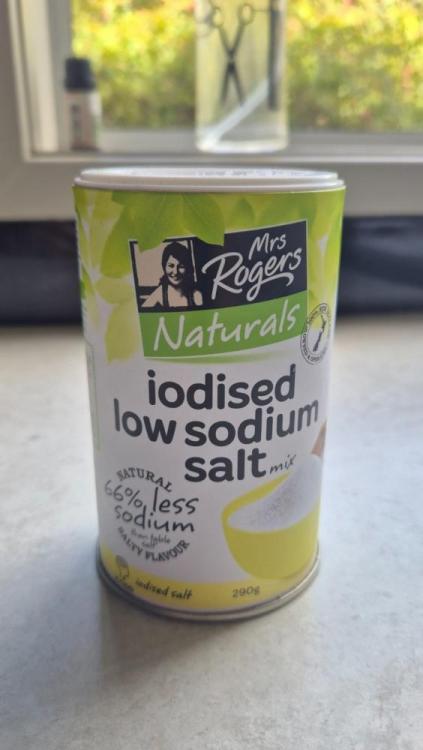 Mrs
Rogers
Naturals
iodised
low sodium
salt mix
NATURAL
66% less
sodium
from table
salt
SALTY FLAVOUR
iodised salt
290g